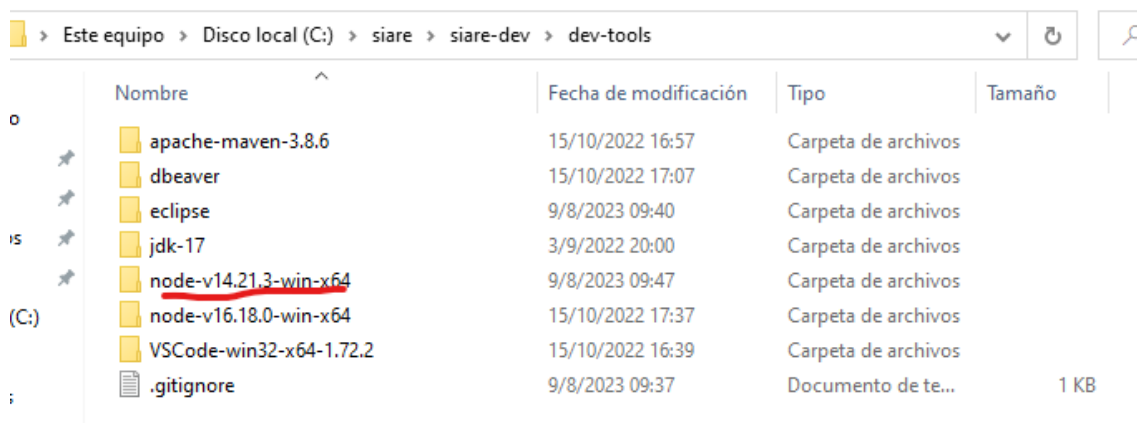 Este equipo > Disco local (C:) > siare > siare-dev > dev-tools
Nombre Fecha de modificación Tipo Tamaño
apache-maven-3.8.6 15/10/2022 16:57 Carpeta de archivos
dbeaver 15/10/2022 17:07 Carpeta de archivos
eclipse 9/8/2023 09:40 Carpeta de archivos
jdk-17 3/9/2022 20:00 Carpeta de archivos
node-v14.21.3-win-x64 9/8/2023 09:47 Carpeta de archivos
(C:) node-v16.18.0-win-x64 15/10/2022 17:37 Carpeta de archivos
VSCode-win32-x64-1.72.2 15/10/2022 16:39 Carpeta de archivos
.gitignore 9/8/2023 09:37 Documento de te... 1 KB